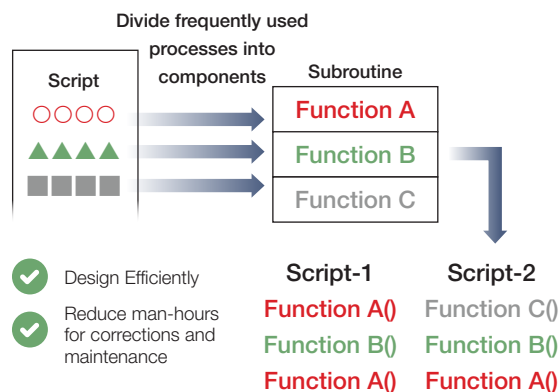 Divide frequently used
processes into
components
Script
Subroutine
Function A
Function B
Function C
Design Efficiently
Reduce man-hours
for corrections and
maintenance
Script-1
Function A()
Function B()
Function A()
Script-2
Function C()
Function B()
Function A()